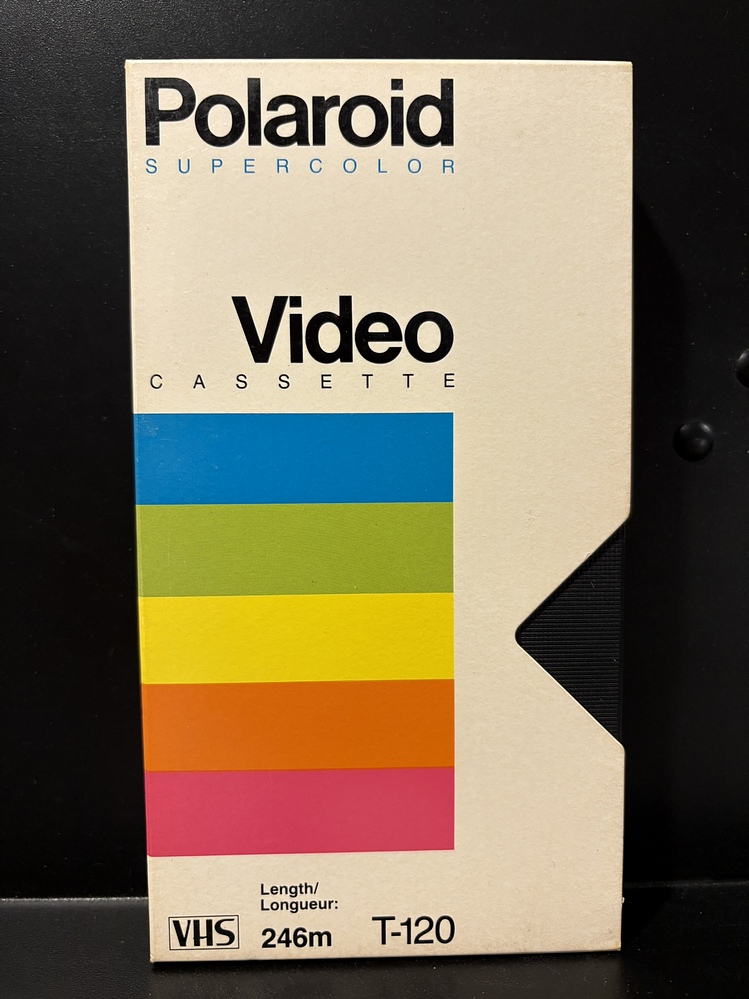 Polaroid
SUPERCOLOR
Video
CASSETTE
Length/
Longueur:
VHS 246m T-120